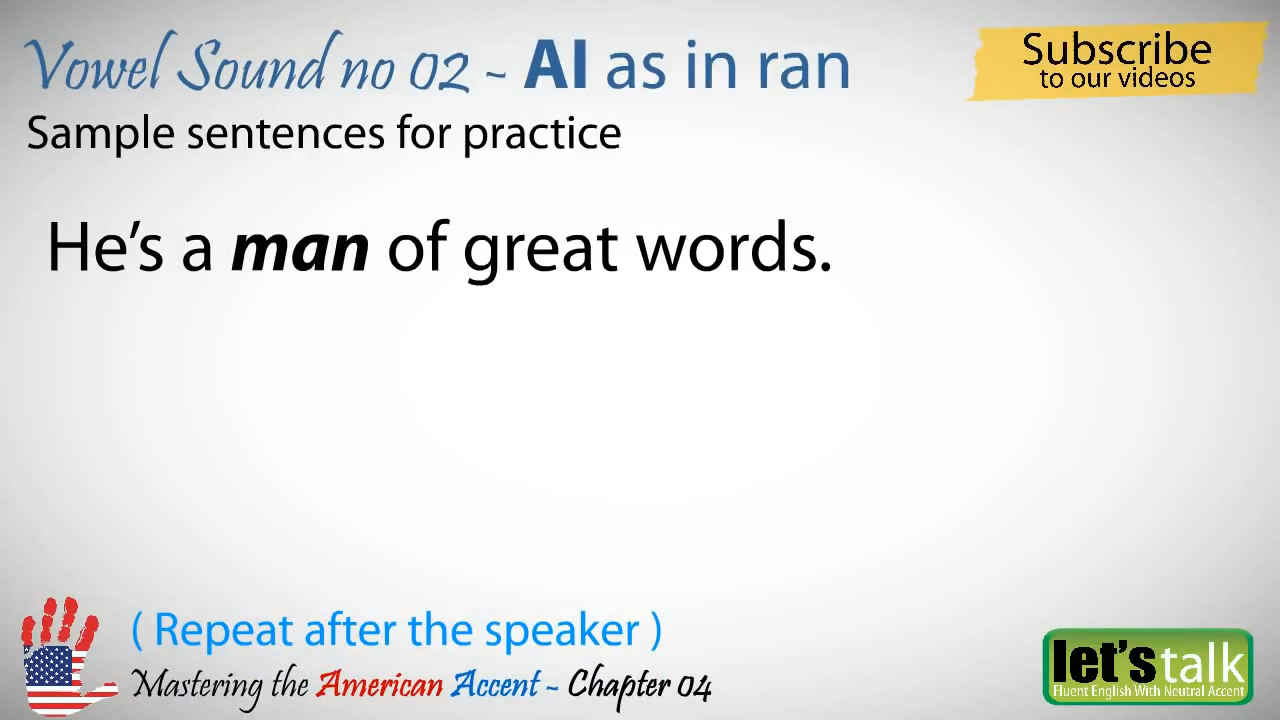 Vowel Sound no 02 - AI as in ran
Subscribe
to our videos
Sample sentences for practice
He’s a man of great words.
( Repeat after the speaker )
Mastering the American Accent - Chapter 04
let's talk
Fluent English With Neutral Accent